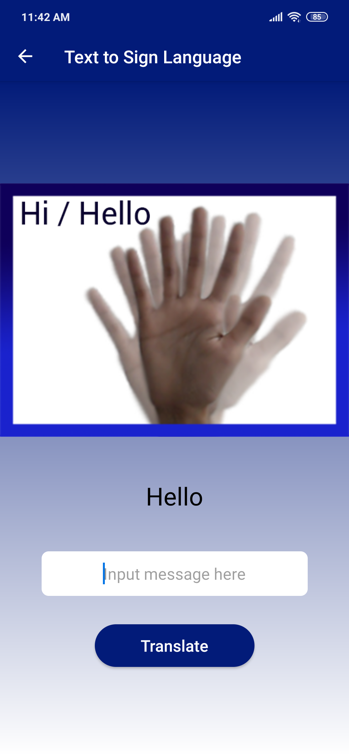 11:42 AM
85
Text to Sign Language
Hi / Hello
Hello
Input message here
Translate